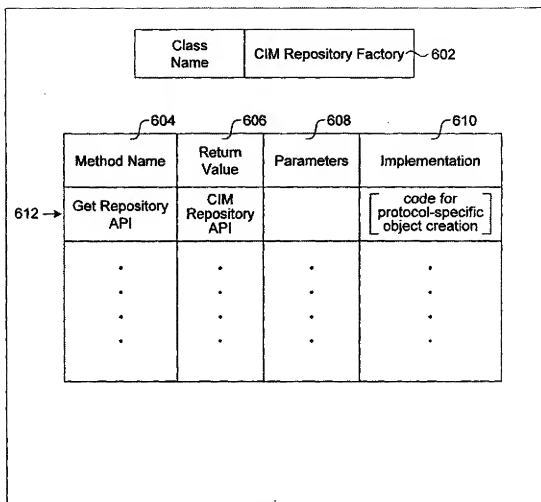 Class
Name
CIM Repository Factory
602
604
606
608
610
Method Name
Return
Value
Parameters
Implementation
612
Get Repository
API
CIM
Repository
API
[ code for
protocol-specific
object creation ]